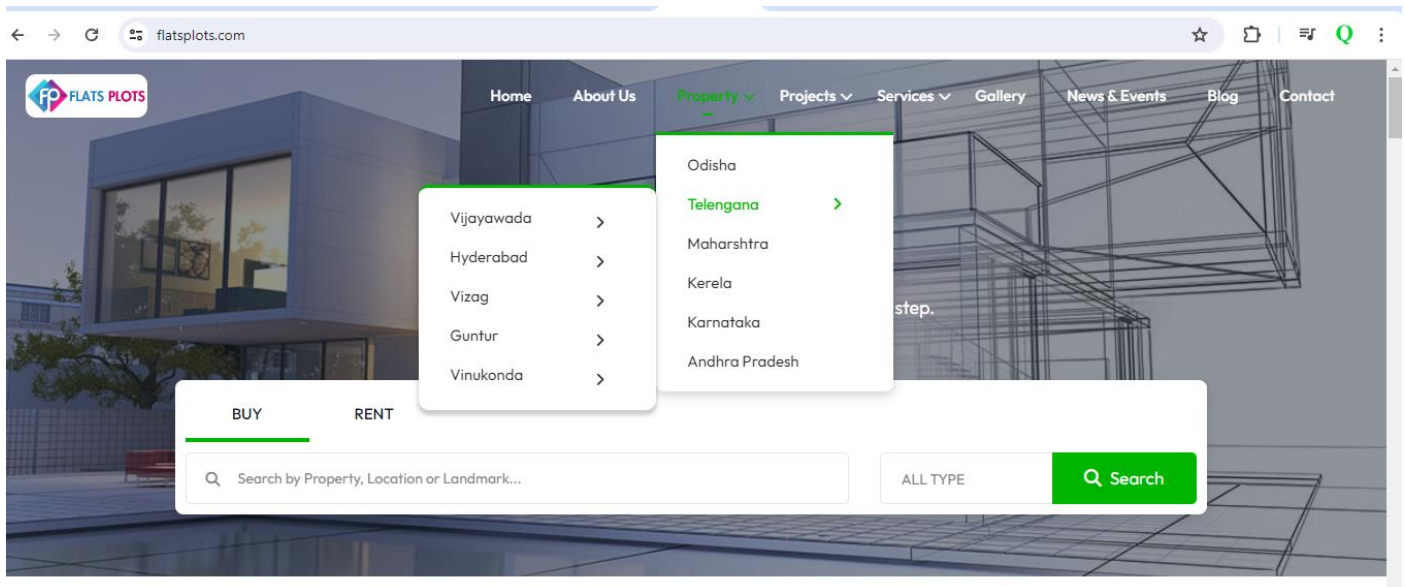 flatsplots.com
FP FLATS PLOTS
Home About Us Property Projects Services Gallery News & Events Blog Contact
Odisha
Telengana
Maharshtra
Kerela
Karnataka
Andhra Pradesh
Vijayawada
Hyderabad
Vizag
Guntur
Vinukonda
step.
BUY RENT
Search by Property, Location or Landmark...
ALL TYPE
Search
Q